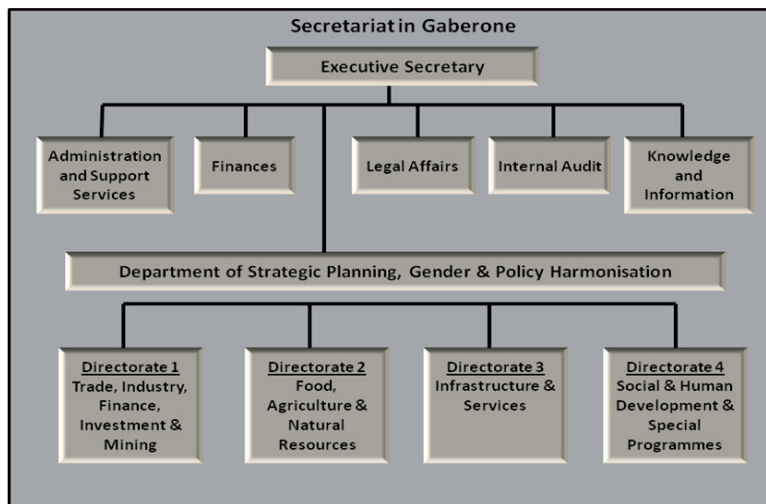 Secretariat in Gaberone
Executive Secretary
Administration
and Support
Services
Finances
Legal Affairs
Internal Audit
Knowledge
and
Information
Department of Strategic Planning, Gender & Policy Harmonisation
Directorate 1
Trade, Industry,
Finance,
Investment &
Mining
Directorate 2
Food,
Agriculture &
Natural
Resources
Directorate 3
Infrastructure &
Services
Directorate 4
Social & Human
Development &
Special
Programmes